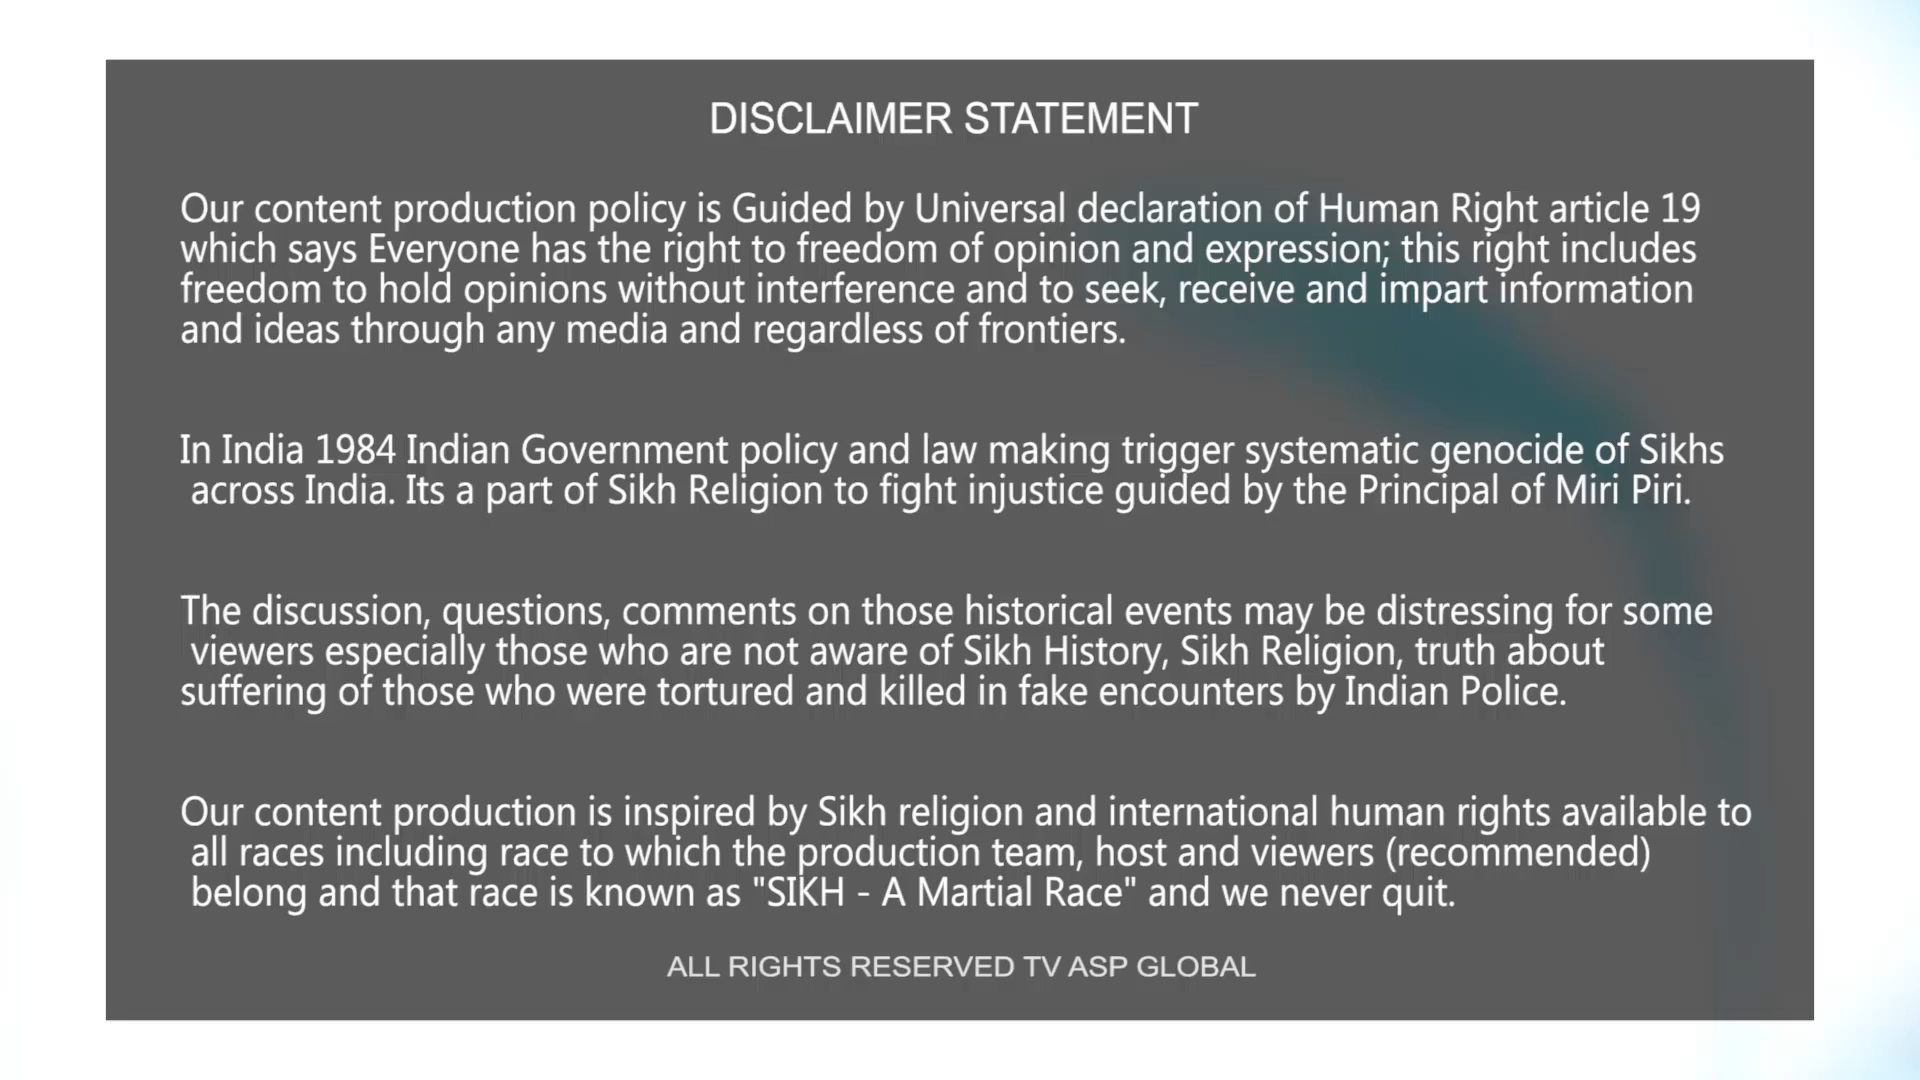 DISCLAIMER STATEMENT
Our content production policy is Guided by Universal declaration of Human Right article 19
which says Everyone has the right to freedom of opinion and expression; this right includes
freedom to hold opinions without interference and to seek, receive and impart information
and ideas through any media and regardless of frontiers.
In India 1984 Indian Government policy and law making trigger systematic genocide of Sikhs
across India. Its a part of Sikh Religion to fight injustice guided by the Principal of Miri Piri.
The discussion, questions, comments on those historical events may be distressing for some
viewers especially those who are not aware of Sikh History, Sikh Religion, truth about
suffering of those who were tortured and killed in fake encounters by Indian Police.
Our content production is inspired by Sikh religion and international human rights available to
all races including race to which the production team, host and viewers (recommended)
belong and that race is known as "SIKH - A Martial Race" and we never quit.
ALL RIGHTS RESERVED TV ASP GLOBAL